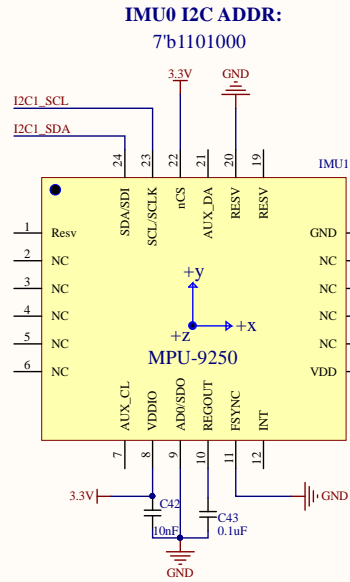 IMU0 I2C ADDR:
7'b1101000
3.3V
GND
I2C1_SCL
I2C1_SDA
24
23
22
21
20
19
IMU1
SDA/SDI
SCL/SCLK
nCS
AUX_DA
RESV
RESV
1 Resv
GND
2 NC
NC
3 NC
NC
4 NC
NC
5 NC
NC
6 NC
VDD
+y
+x
+z
MPU-9250
AUX_CL
VDDIO
AD0/SDO
REGOUT
FSYNC
INT
7
8
9
10
11
12
3.3V
C42
10nF
C43
0.1uF
GND
GND